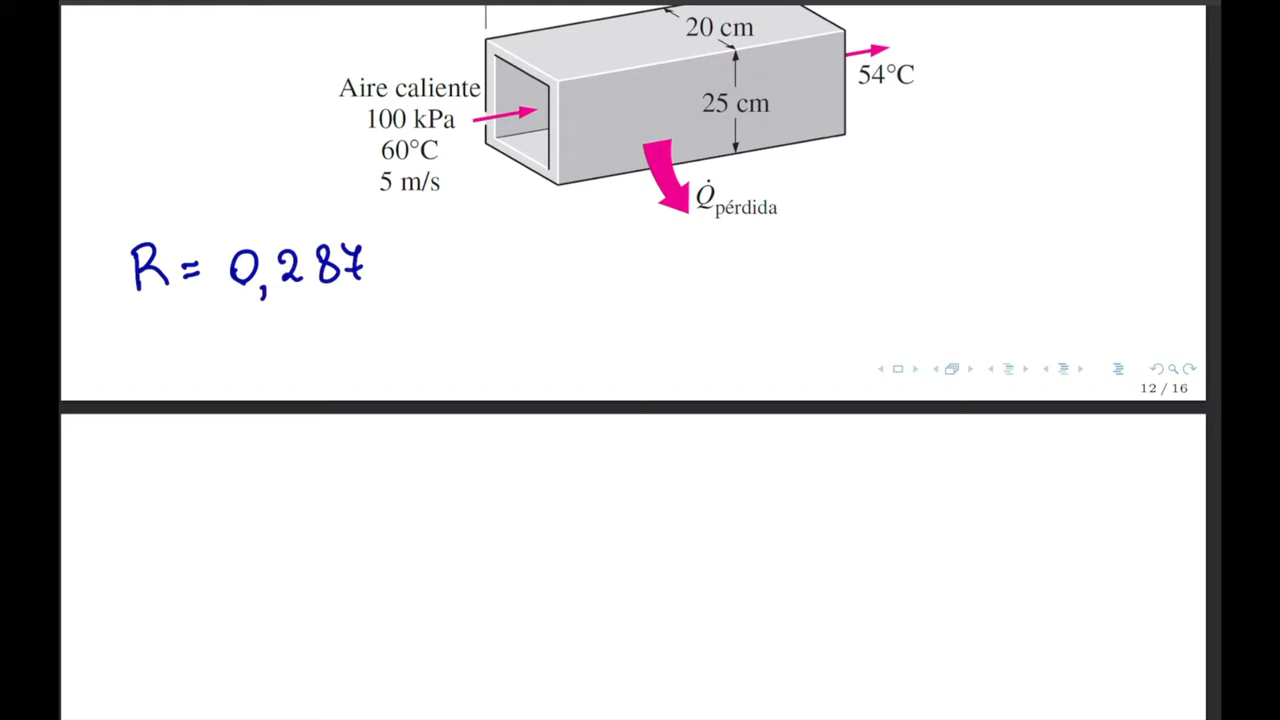 20 cm
54°C
Aire caliente
100 kPa
60°C
5 m/s
25 cm
Q̇pérdida
R = 0,287
12 / 16